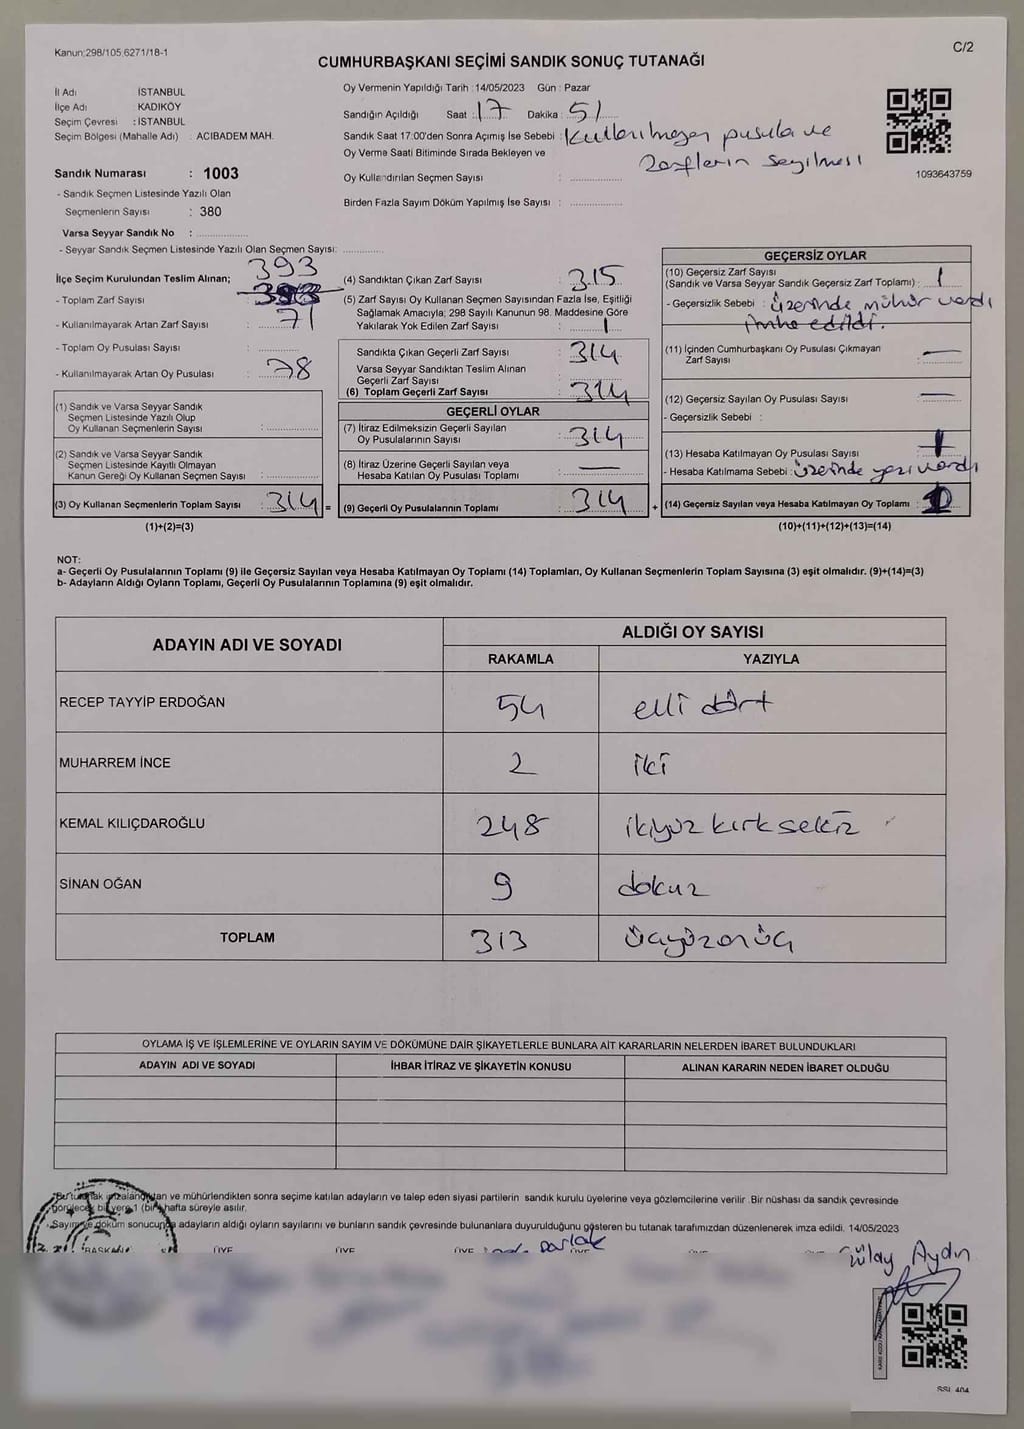 Kanun:298/105,6271/18-1
C/2
CUMHURBAŞKANI SEÇİMİ SANDIK SONUÇ TUTANAĞI
İl Adı İSTANBUL
İlçe Adı : KADIKÖY
Seçim Çevresi : İSTANBUL
Seçim Bölgesi (Mahalle Adı) : ACIBADEM MAH.
Sandık Numarası : 1003
- Sandık Seçmen Listesinde Yazılı Olan
Seçmenlerin Sayısı : 380
Varsa Seyyar Sandık No :
- Seyyar Sandık Seçmen Listesinde Yazılı Olan Seçmen Sayısı:
Oy Vermenin Yapıldığı Tarih : 14/05/2023 Gün : Pazar
Sandığın Açıldığı Saat : 17 Dakika : 51
Sandık Saat 17:00'den Sonra Açımış İse Sebebi : Kullanılmayan pusula ve
zarfların sayılması
Oy Verme Saati Bitiminde Sırada Bekleyen ve
Oy Kullandırılan Seçmen Sayısı :
Birden Fazla Sayım Döküm Yapılmış İse Sayısı :
1093643759
393
İlçe Seçim Kurulundan Teslim Alınan;
- Toplam Zarf Sayısı :
- Kullanılmayarak Artan Zarf Sayısı : 71
- Toplam Oy Pusulası Sayısı :
- Kullanılmayarak Artan Oy Pusulası : 78
(1) Sandık ve Varsa Seyyar Sandık
Seçmen Listesinde Yazılı Olup
Oy Kullanan Seçmenlerin Sayısı :
(2) Sandık ve Varsa Seyyar Sandık
Seçmen Listesinde Kayıtlı Olmayan
Kanun Gereği Oy Kullanan Seçmen Sayısı :
(3) Oy Kullanan Seçmenlerin Toplam Sayısı : 314 =
(1)+(2)=(3)
(4) Sandıktan Çıkan Zarf Sayısı : 315
(5) Zarf Sayısı Oy Kullanan Seçmen Sayısından Fazla İse, Eşitliği
Sağlamak Amacıyla; 298 Sayılı Kanunun 98. Maddesine Göre
Yakılarak Yok Edilen Zarf Sayısı : 1
Sandıkta Çıkan Geçerli Zarf Sayısı : 314
Varsa Seyyar Sandıktan Teslim Alınan
Geçerli Zarf Sayısı :
(6) Toplam Geçerli Zarf Sayısı : 314
GEÇERLİ OYLAR
(7) İtiraz Edilmeksizin Geçerli Sayılan
Oy Pusulalarının Sayısı : 314
(8) İtiraz Üzerine Geçerli Sayılan veya
Hesaba Katılan Oy Pusulası Toplamı : —
(9) Geçerli Oy Pusulalarının Toplamı : 314 +
GEÇERSİZ OYLAR
(10) Geçersiz Zarf Sayısı
(Sandık ve Varsa Seyyar Sandık Geçersiz Zarf Toplamı) : 1
- Geçersizlik Sebebi : üzerinde mühür vardı
imha edildi.
(11) İçinden Cumhurbaşkanı Oy Pusulası Çıkmayan
Zarf Sayısı : —
(12) Geçersiz Sayılan Oy Pusulası Sayısı : —
- Geçersizlik Sebebi :
(13) Hesaba Katılmayan Oy Pusulası Sayısı : 1
- Hesaba Katılmama Sebebi : üzerinde yazı vardı
(14) Geçersiz Sayılan veya Hesaba Katılmayan Oy Toplamı :
(10)+(11)+(12)+(13)=(14)
NOT:
a- Geçerli Oy Pusulalarının Toplamı (9) ile Geçersiz Sayılan veya Hesaba Katılmayan Oy Toplamı (14) Toplamları, Oy Kullanan Seçmenlerin Toplam Sayısına (3) eşit olmalıdır. (9)+(14)=(3)
b- Adayların Aldığı Oyların Toplamı, Geçerli Oy Pusulalarının Toplamına (9) eşit olmalıdır.
ADAYIN ADI VE SOYADI ALDIĞI OY SAYISI
RAKAMLA YAZIYLA
RECEP TAYYİP ERDOĞAN 54 elli dört
MUHARREM İNCE 2 iki
KEMAL KILIÇDAROĞLU 248 ikiyüz kırk sekiz
SİNAN OĞAN 9 dokuz
TOPLAM 313 üçyüzonüç
OYLAMA İŞ VE İŞLEMLERİNE VE OYLARIN SAYIM VE DÖKÜMÜNE DAİR ŞİKAYETLERLE BUNLARA AİT KARARLARIN NELERDEN İBARET BULUNDUKLARI
ADAYIN ADI VE SOYADI İHBAR İTİRAZ VE ŞİKAYETİN KONUSU ALINAN KARARIN NEDEN İBARET OLDUĞU
Bu tutanak imzalandıktan ve mühürlendikten sonra seçime katılan adayların ve talep eden siyasi partilerin sandık kurulu üyelerine veya gözlemcilerine verilir .Bir nüshası da sandık çevresinde
görülecek bir yere 1 (bir) hafta süreyle asılır.
Sayım ve döküm sonucunda adayların aldığı oyların sayılarını ve bunların sandık çevresinde bulunanlara duyurulduğunu gösteren bu tutanak tarafımızdan düzenlenerek imza edildi. 14/05/2023
BAŞKAN ÜYE ÜYE ÜYE Parlak ÜYE
Gülay Aydın
SSL 404